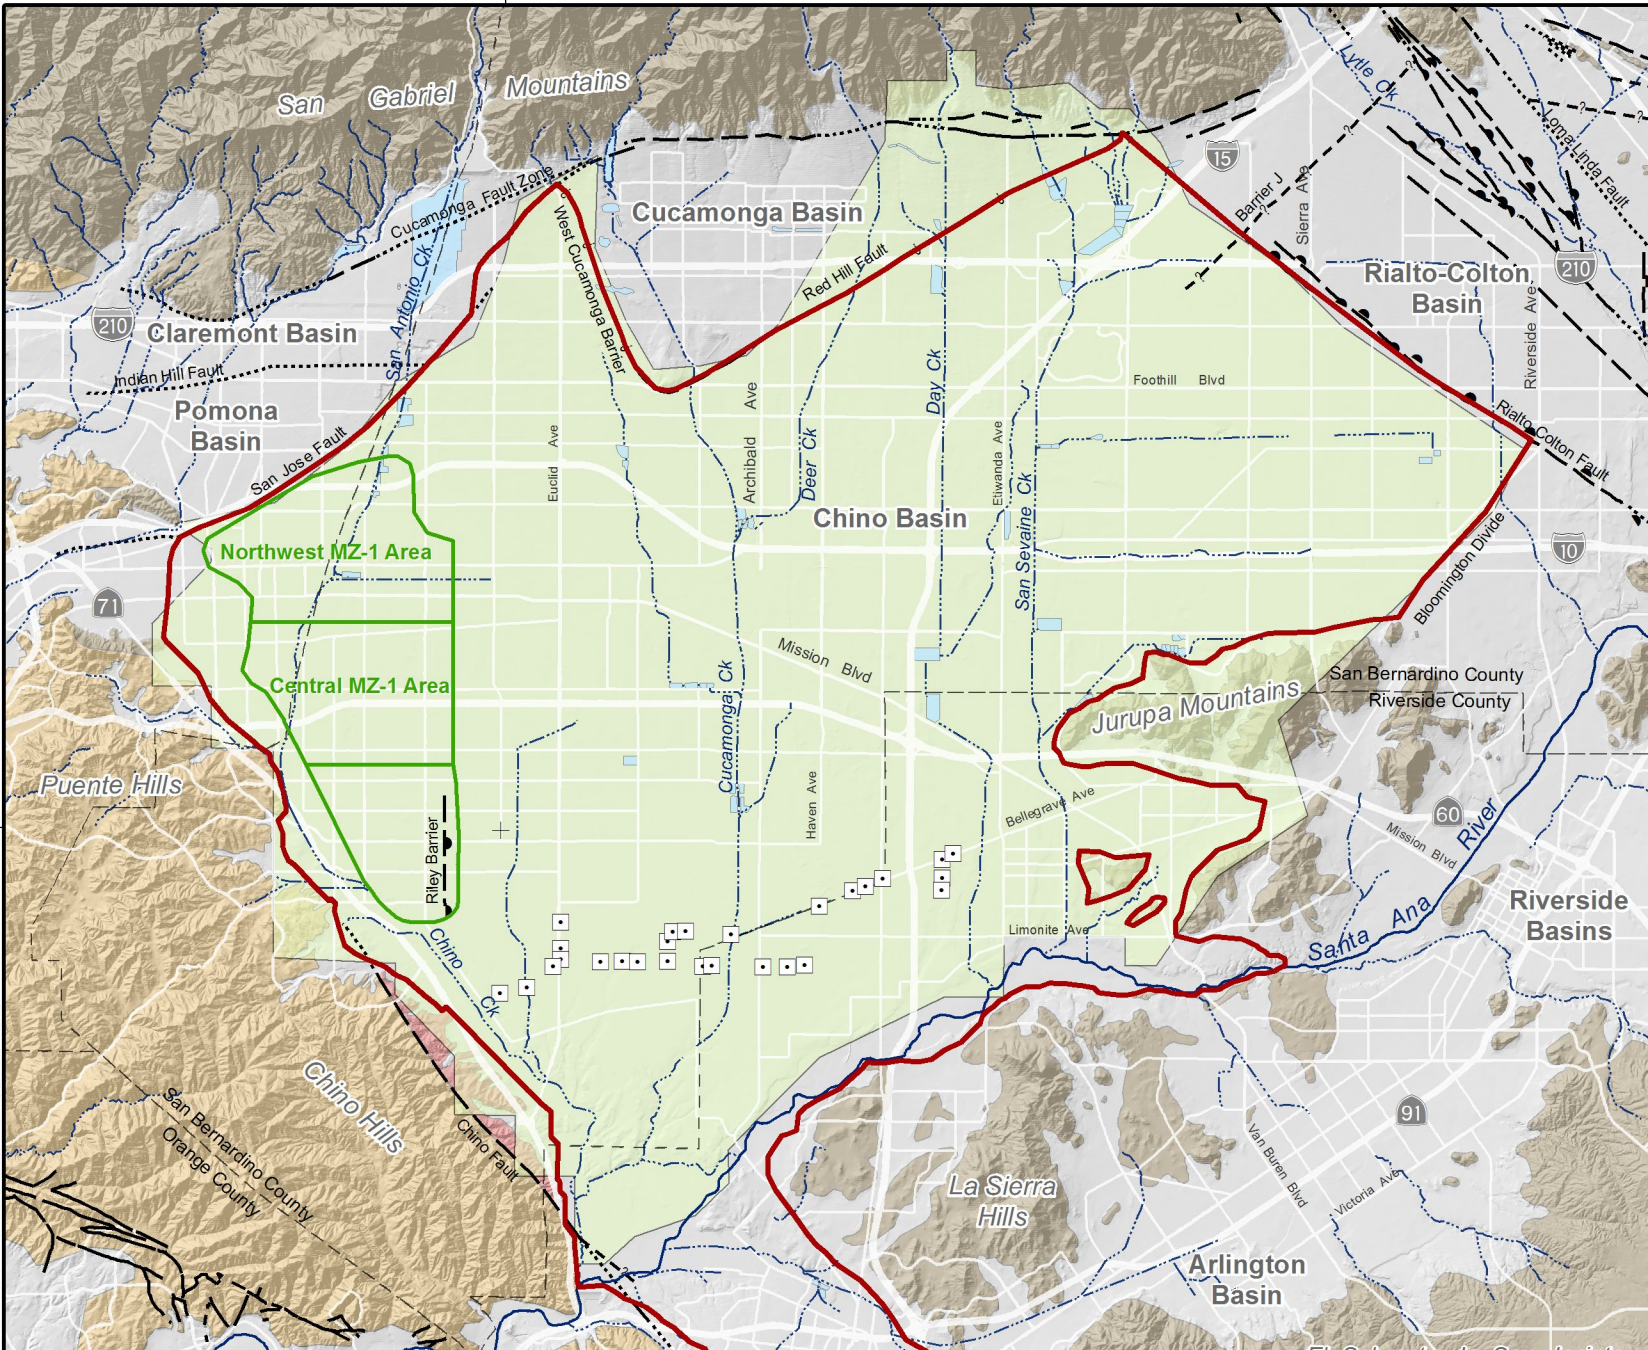 San Gabriel Mountains
Lytle Ck
Loma Linda Fault
15
Barrier J
Sierra Ave
Cucamonga Fault Zone
Cucamonga Basin
West Cucamonga Barrier
Red Hill Fault
San Antonio Ck
210
Rialto-Colton
Basin
Riverside Ave
210
Claremont Basin
Indian Hill Fault
Pomona
Basin
San Jose Fault
Day Ck
Foothill Blvd
Archibald Ave
Euclid Ave
Deer Ck
Etiwanda Ave
San Sevaine Ck
Rialto Colton Fault
Chino Basin
Northwest MZ-1 Area
10
Bloomington Divide
71
Mission Blvd
Central MZ-1 Area
Cucamonga Ck
Jurupa Mountains
San Bernardino County
Riverside County
Puente Hills
Haven Ave
Bellegrave Ave
60
Mission Blvd
Riley Barrier
Santa Ana River
Riverside
Basins
Limonite Ave
Chino Ck
Chino Hills
San Bernardino County
Orange County
Chino Fault
91
Van Buren Blvd
Victoria Ave
La Sierra
Hills
Arlington
Basin
?
?
?
?
?
?
?